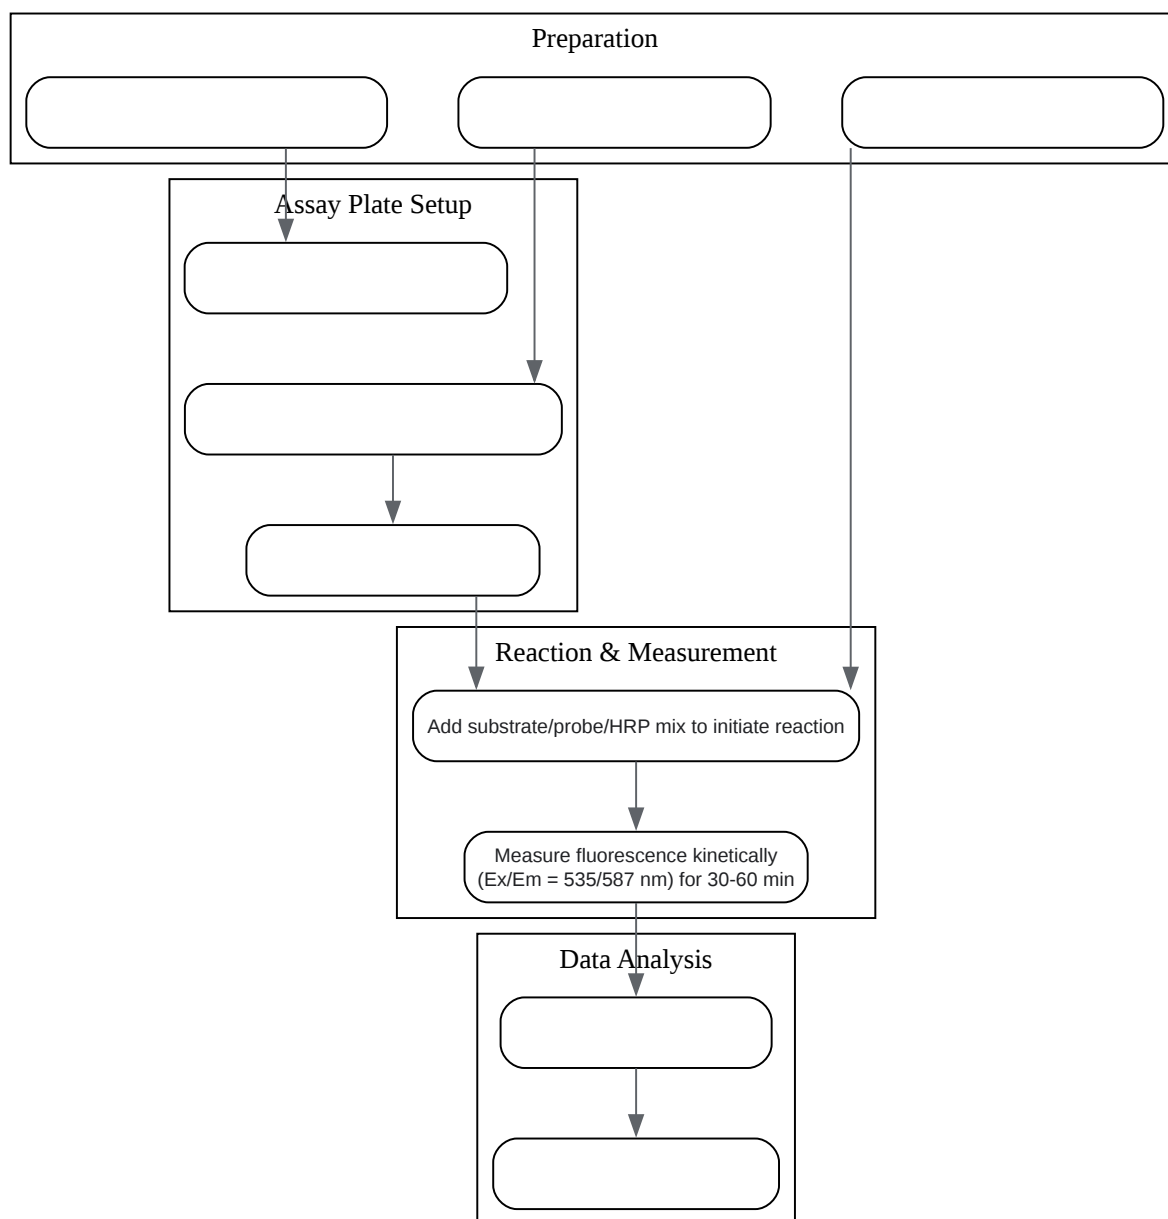 Preparation
Assay Plate Setup
Reaction & Measurement
Add substrate/probe/HRP mix to initiate reaction
Measure fluorescence kinetically
(Ex/Em = 535/587 nm) for 30-60 min
Data Analysis